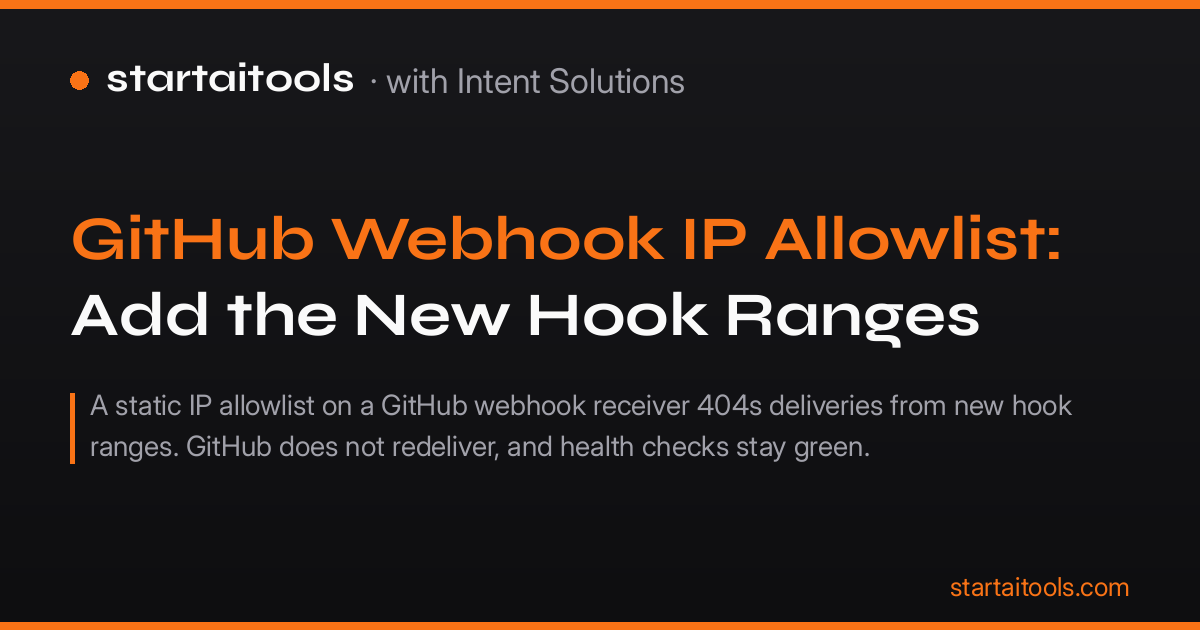 startaitools · with Intent Solutions
GitHub Webhook IP Allowlist:
Add the New Hook Ranges
A static IP allowlist on a GitHub webhook receiver 404s deliveries from new hook
ranges. GitHub does not redeliver, and health checks stay green.
startaitools.com